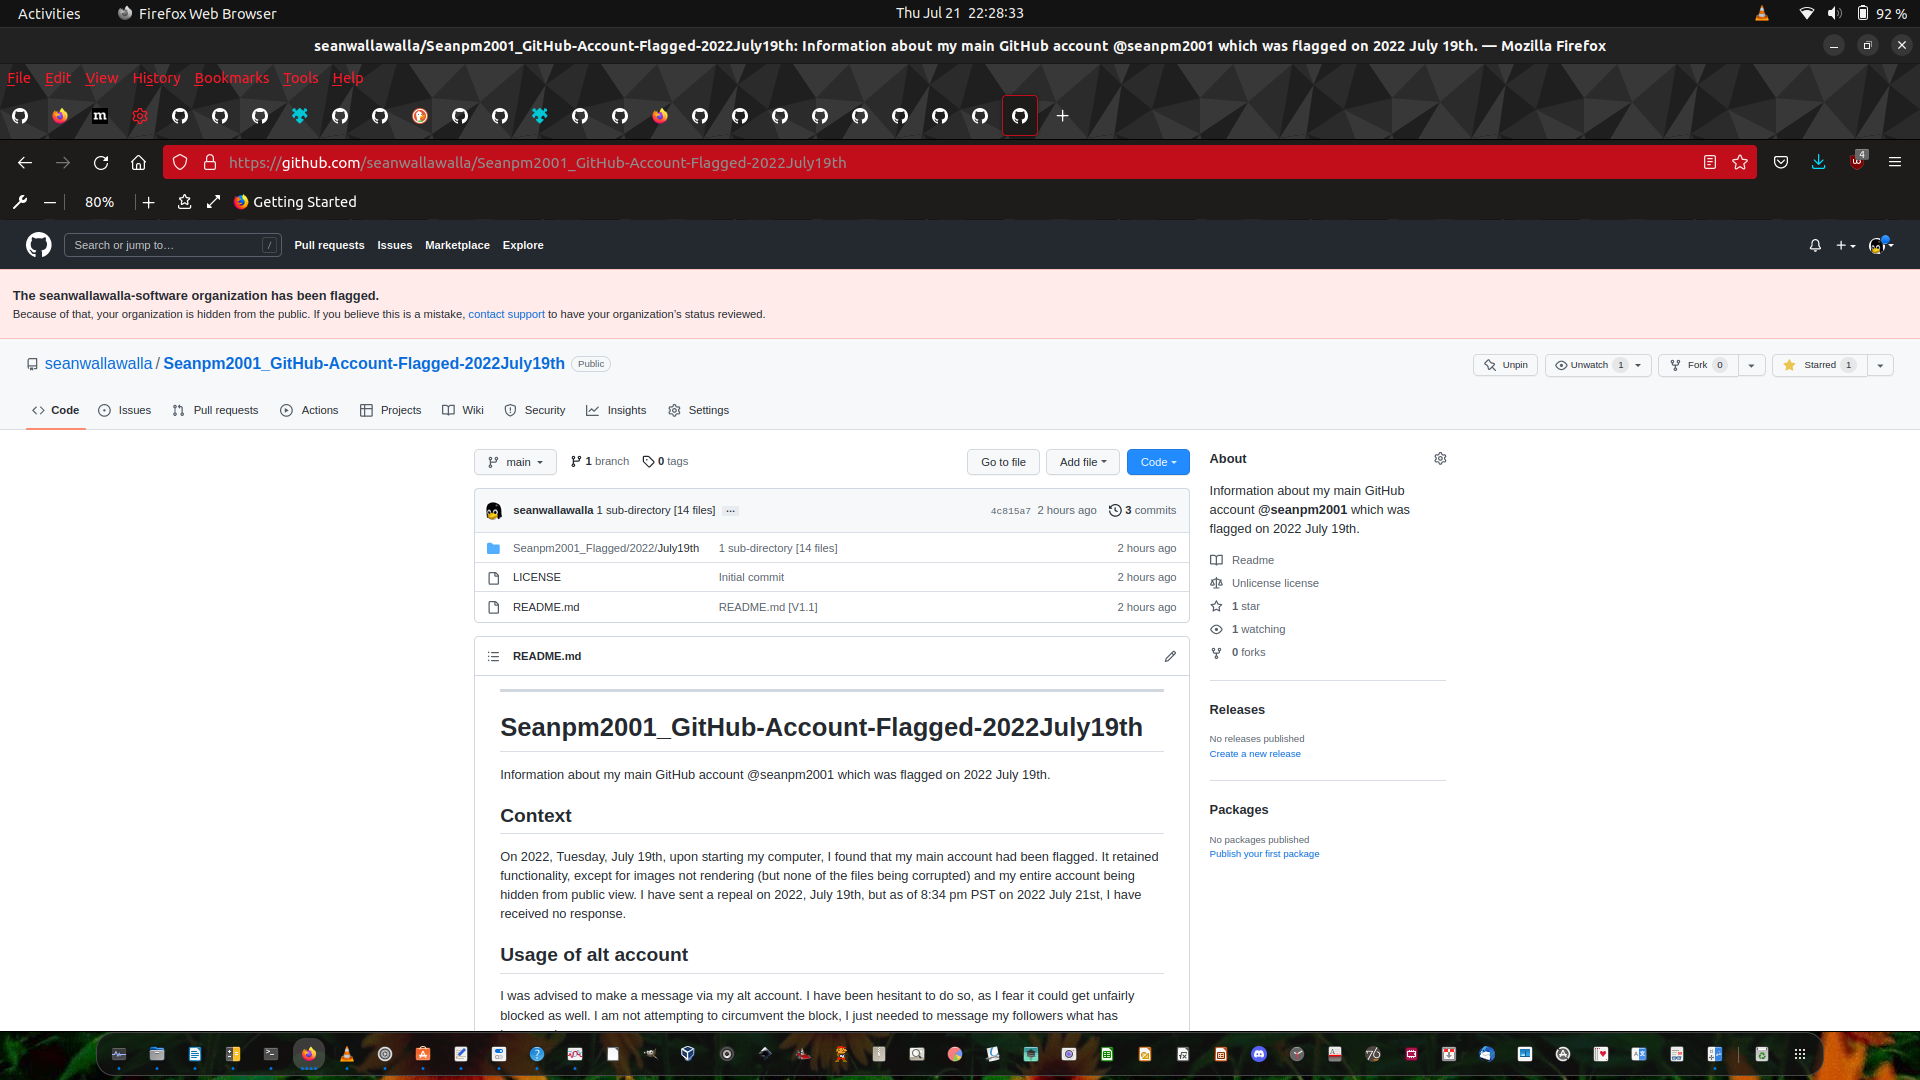 Activities
Firefox Web Browser
Thu Jul 21 22:28:33
92 %
seanwallawalla/Seanpm2001_GitHub-Account-Flagged-2022July19th: Information about my main GitHub account @seanpm2001 which was flagged on 2022 July 19th. — Mozilla Firefox
File Edit View History Bookmarks Tools Help
m
https://github.com/seanwallawalla/Seanpm2001_GitHub-Account-Flagged-2022July19th
4
80%
Getting Started
Search or jump to…
/
Pull requests Issues Marketplace Explore
The seanwallawalla-software organization has been flagged.
Because of that, your organization is hidden from the public. If you believe this is a mistake, contact support to have your organization's status reviewed.
seanwallawalla / Seanpm2001_GitHub-Account-Flagged-2022July19th Public
Unpin
Unwatch 1
Fork 0
Starred 1
Code Issues Pull requests Actions Projects Wiki Security Insights Settings
main
1 branch
0 tags
Go to file
Add file
Code
seanwallawalla 1 sub-directory [14 files] ...
4c815a7 2 hours ago
3 commits
Seanpm2001_Flagged/2022/July19th 1 sub-directory [14 files] 2 hours ago
LICENSE Initial commit 2 hours ago
README.md README.md [V1.1] 2 hours ago
README.md
Seanpm2001_GitHub-Account-Flagged-2022July19th
Information about my main GitHub account @seanpm2001 which was flagged on 2022 July 19th.
Context
On 2022, Tuesday, July 19th, upon starting my computer, I found that my main account had been flagged. It retained
functionality, except for images not rendering (but none of the files being corrupted) and my entire account being
hidden from public view. I have sent a repeal on 2022, July 19th, but as of 8:34 pm PST on 2022 July 21st, I have
received no response.
Usage of alt account
I was advised to make a message via my alt account. I have been hesitant to do so, as I fear it could get unfairly
blocked as well. I am not attempting to circumvent the block, I just needed to message my followers what has
About
Information about my main GitHub
account @seanpm2001 which was
flagged on 2022 July 19th.
Readme
Unlicense license
1 star
1 watching
0 forks
Releases
No releases published
Create a new release
Packages
No packages published
Publish your first package